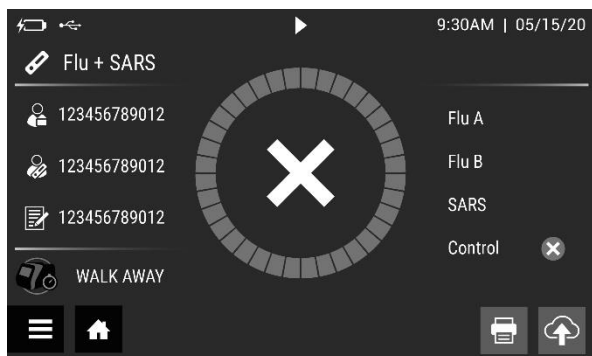 9:30AM | 05/15/20
Flu + SARS
123456789012
123456789012
123456789012
WALK AWAY
Flu A
Flu B
SARS
Control